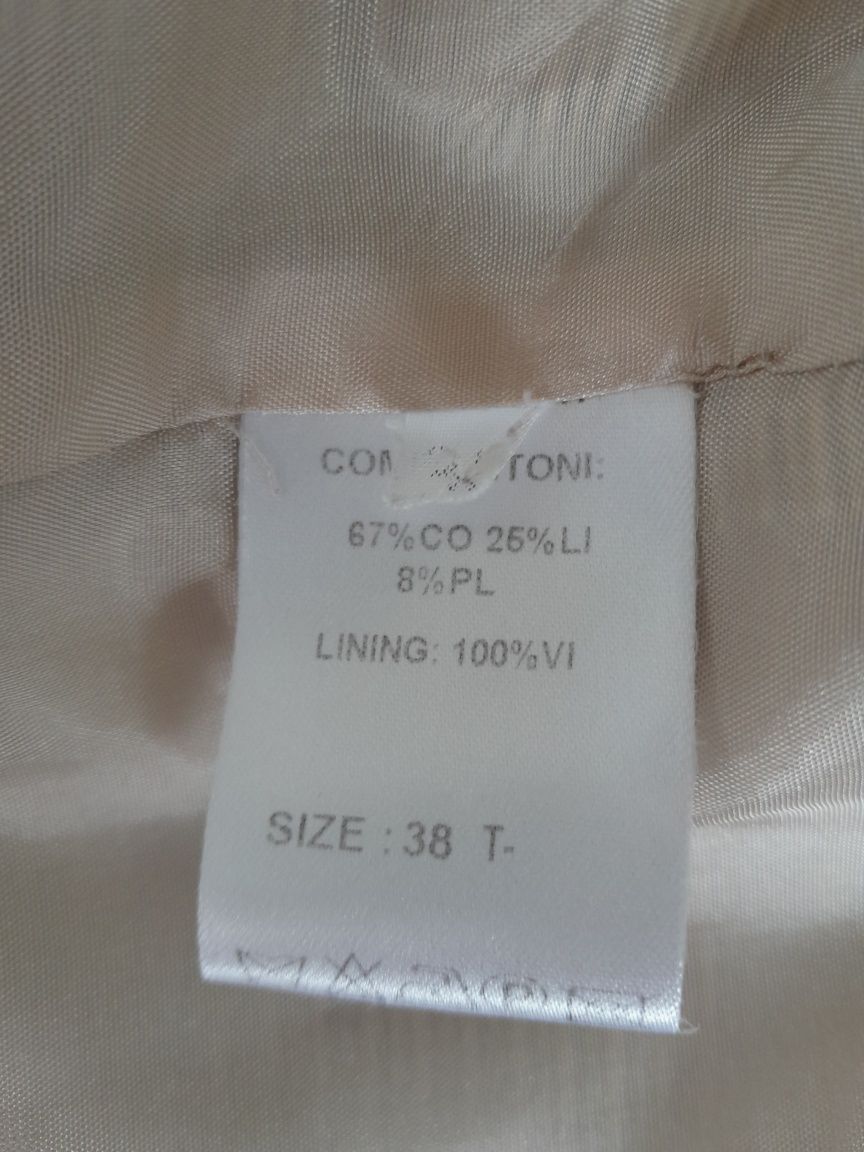 67%CO 25%LI
8%PL
LINING: 100%VI
SIZE : 38 T-